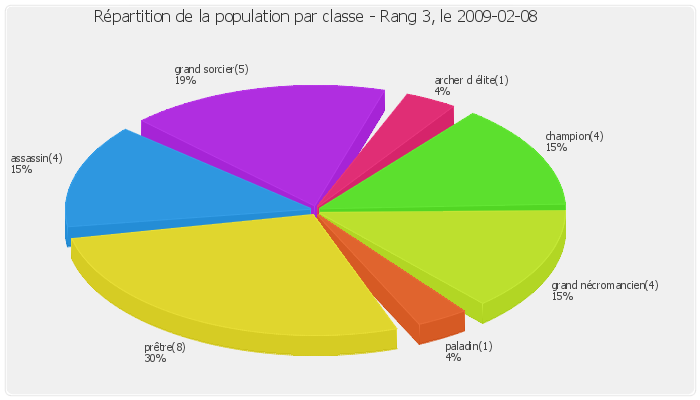 Répartition de la population par classe - Rang 3, le 2009-02-08
grand sorcier(5)
19%
archer d élite(1)
4%
champion(4)
15%
assassin(4)
15%
grand nécromancien(4)
15%
prêtre(8)
30%
paladin(1)
4%